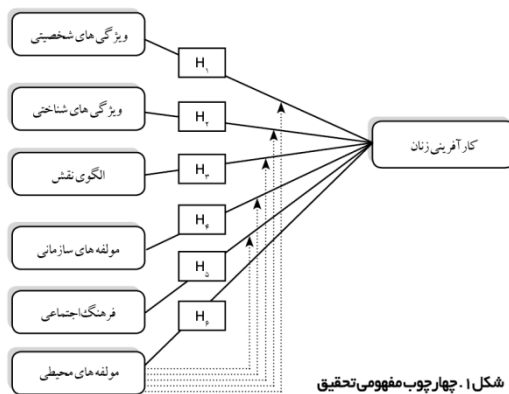 ویژگی های شخصیتی
H۱
ویژگی های شناختی
H۲
کارآفرینی زنان
الگوی نقش
H۳
مولفه های سازمانی
H۴
فرهنگ اجتماعی
H۵
مولفه های محیطی
H۶
شکل ۱. چهارچوب مفهومی تحقیق